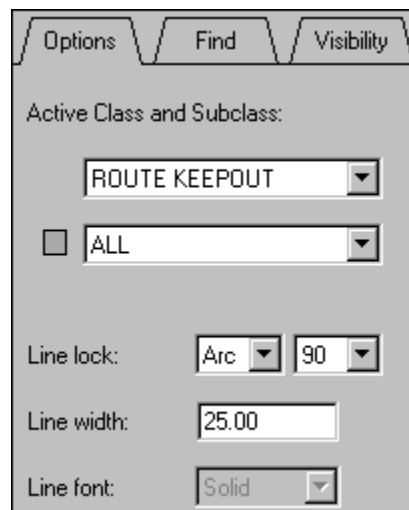 Options Find Visibility
Active Class and Subclass:
ROUTE KEEPOUT
ALL
Line lock: Arc 90
Line width: 25.00
Line font: Solid